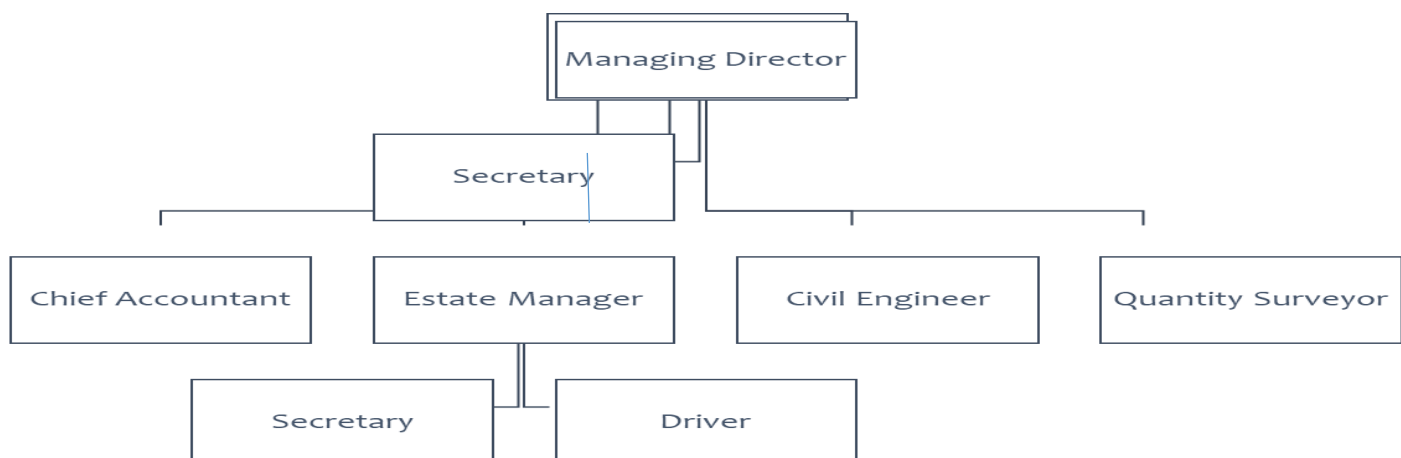 Managing Director
Secretary
Chief Accountant
Estate Manager
Civil Engineer
Quantity Surveyor
Secretary
Driver